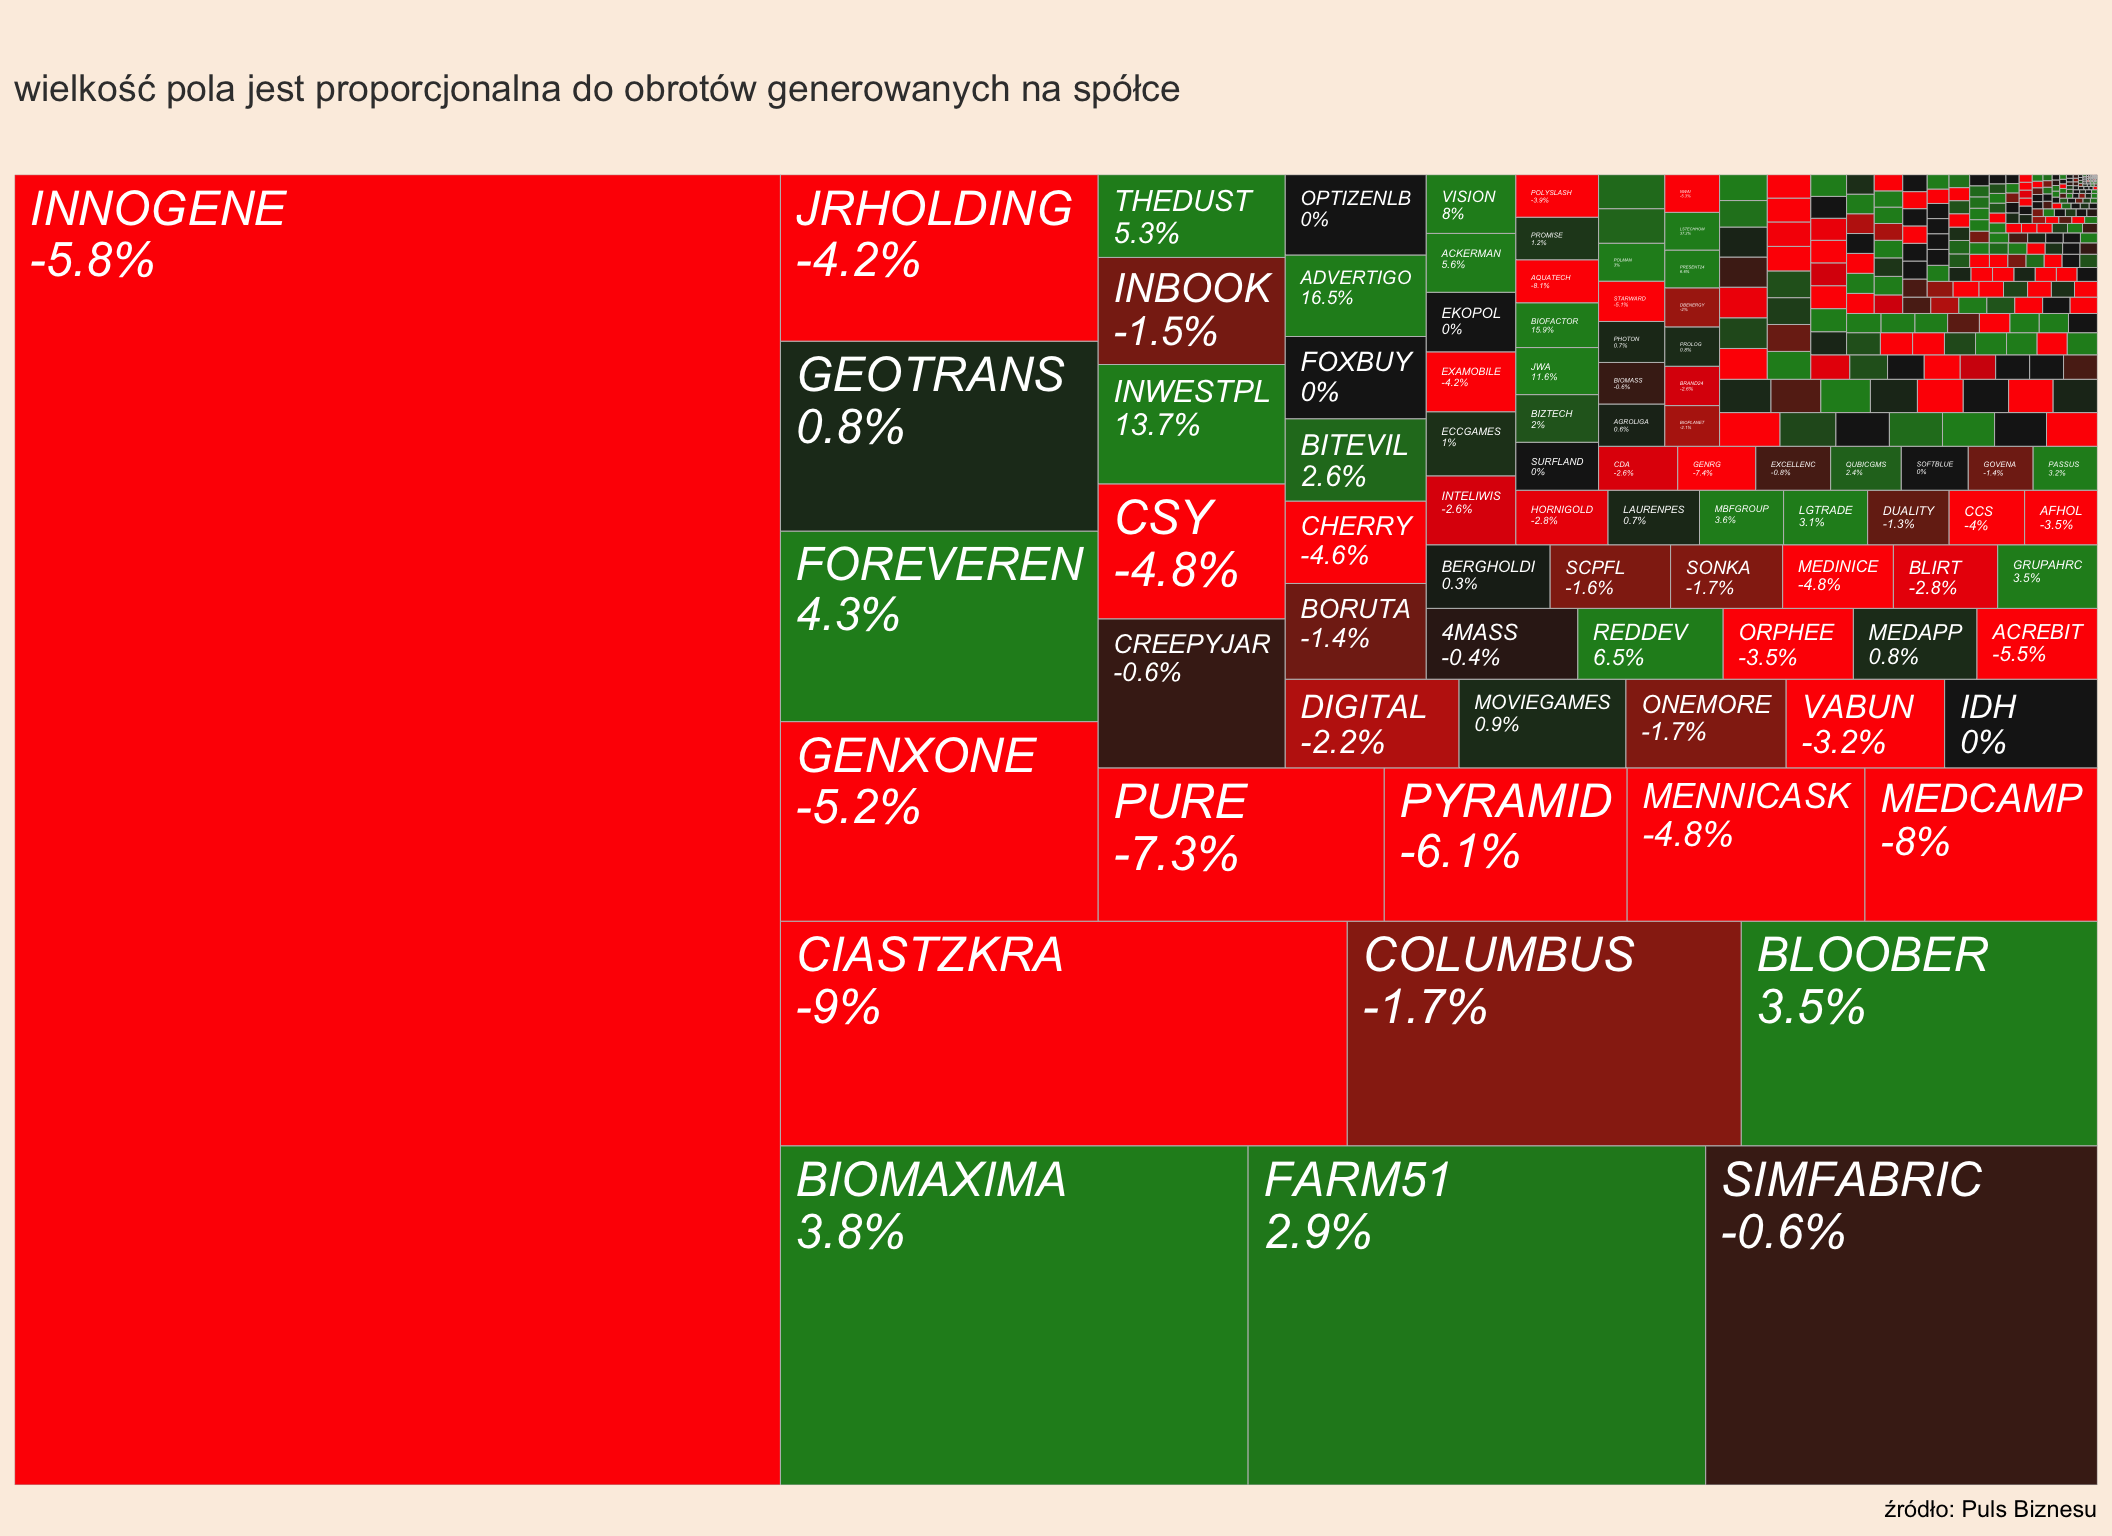 wielkość pola jest proporcjonalna do obrotów generowanych na spółce
INNOGENE
-5.8%
JRHOLDING
-4.2%
GEOTRANS
0.8%
FOREVEREN
4.3%
GENXONE
-5.2%
CIASTZKRA
-9%
COLUMBUS
-1.7%
BLOOBER
3.5%
BIOMAXIMA
3.8%
FARM51
2.9%
SIMFABRIC
-0.6%
THEDUST
5.3%
INBOOK
-1.5%
INWESTPL
13.7%
CSY
-4.8%
CREEPYJAR
-0.6%
PURE
-7.3%
PYRAMID
-6.1%
MENNICASK
-4.8%
MEDCAMP
-8%
OPTIZENLB
0%
ADVERTIGO
16.5%
FOXBUY
0%
BITEVIL
2.6%
CHERRY
-4.6%
BORUTA
-1.4%
DIGITAL
-2.2%
MOVIEGAMES
0.9%
ONEMORE
-1.7%
VABUN
-3.2%
IDH
0%
VISION
8%
ACKERMAN
5.6%
EKOPOL
0%
EXAMOBILE
-4.2%
ECCGAMES
1%
INTELIWIS
-2.6%
BERGHOLDI
0.3%
SCPFL
-1.6%
SONKA
-1.7%
MEDINICE
-4.8%
BLIRT
-2.8%
GRUPAHRC
3.5%
4MASS
-0.4%
REDDEV
6.5%
ORPHEE
-3.5%
MEDAPP
0.8%
ACREBIT
-5.5%
POLYSLASH
-3.9%
PROMISE
1.2%
AQUATECH
-8.1%
BIOFACTOR
15.9%
JWA
11.6%
BIZTECH
2%
SURFLAND
0%
HORNIGOLD
-2.8%
LAURENPES
0.7%
MBFGROUP
3.6%
LGTRADE
3.1%
DUALITY
-1.3%
CCS
-4%
AFHOL
-3.5%
POLMAN
3%
STARWARD
-5.1%
PHOTON
0.7%
BIOMASS
-0.6%
AGROLIGA
0.6%
CDA
-2.6%
GENRG
-7.4%
EXCELLENC
-0.8%
QUBICGMS
2.4%
SOFTBLUE
0%
GOVENA
-1.4%
PASSUS
3.2%
PROLOG
0.8%
BRAND24
-2.6%
BIOPLANET
-2.1%
źródło: Puls Biznesu